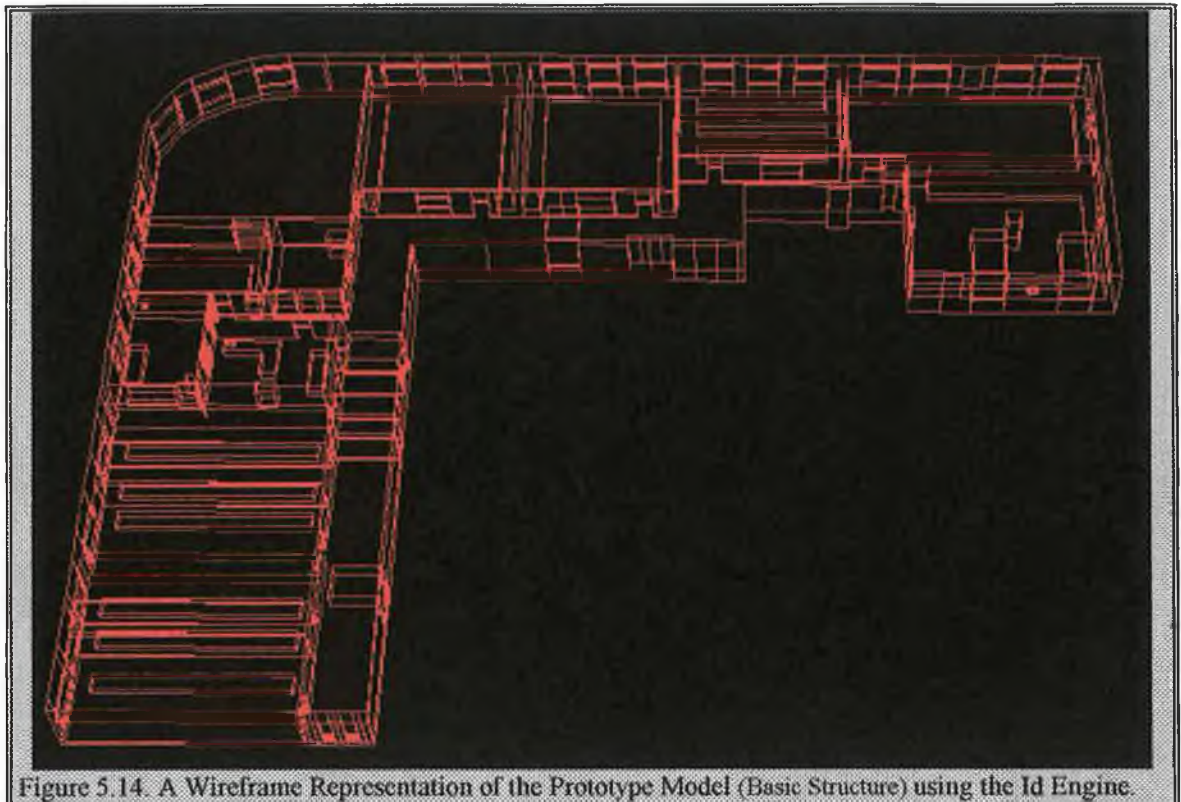 Figure 5.14. A Wireframe Representation of the Prototype Model (Basic Structure) using the Id Engine.